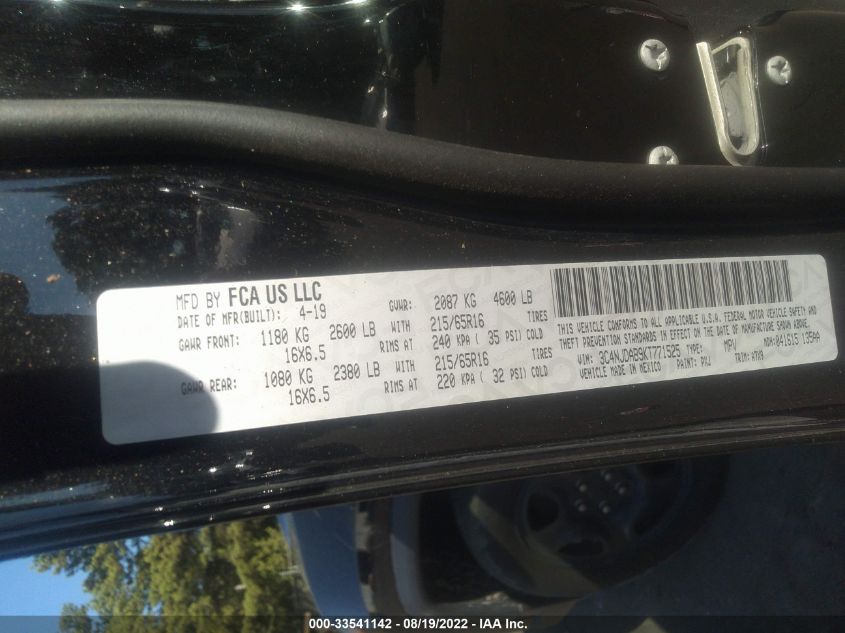 MFD BY FCA US LLC
DATE OF MFR(BUILT): 4-19 GVWR: 2087 KG 4600 LB
GAWR FRONT: 1180 KG 2600 LB WITH 215/65R16 TIRES
16X6.5 RIMS AT 240 KPA ( 35 PSI) COLD
GAWR REAR: 1080 KG 2380 LB WITH 215/65R16 TIRES
16X6.5 RIMS AT 220 KPA ( 32 PSI) COLD
THIS VEHICLE CONFORMS TO ALL APPLICABLE U.S.A. FEDERAL MOTOR VEHICLE SAFETY AND
THEFT PREVENTION STANDARDS IN EFFECT ON THE DATE OF MANUFACTURE SHOWN ABOVE.
VIN: 3C4NJDAB9KT771525 TYPE: MPV MDH: 041515 135AA
VEHICLE MADE IN MEXICO PAINT: PXJ TRIM:
000-33541142 - 08/19/2022 - IAA Inc.